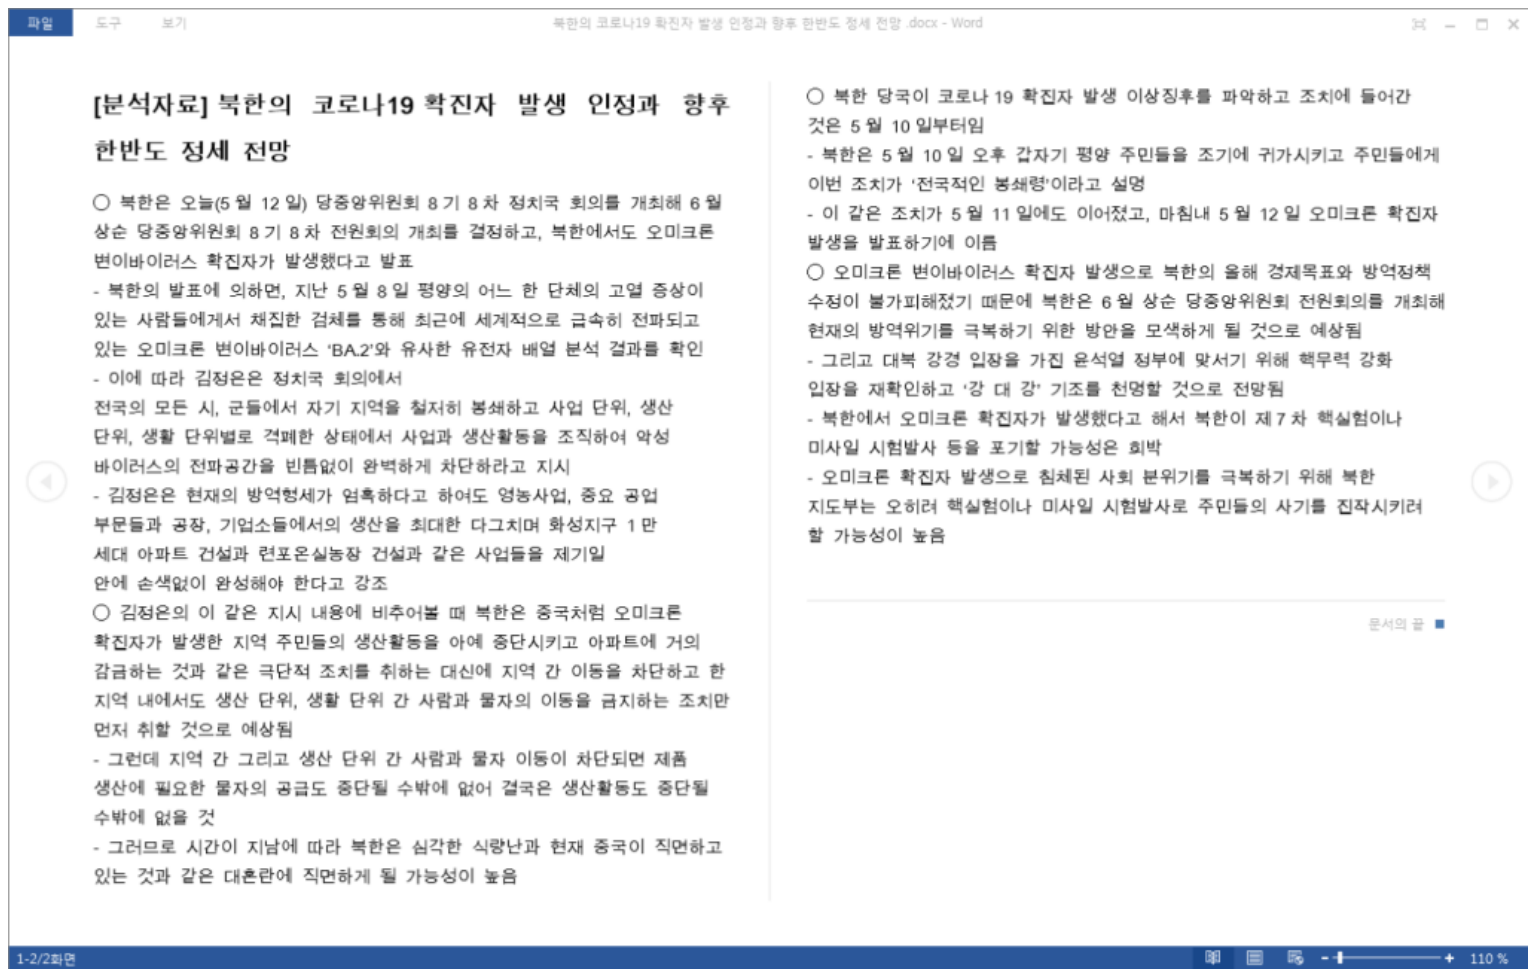 파일 도구 보기 북한의 코로나19 확진자 발생 인정과 향후 한반도 정세 전망 .docx - Word
[분석자료] 북한의 코로나19 확진자 발생 인정과 향후
한반도 정세 전망
○ 북한은 오늘(5월 12일) 당중앙위원회 8기 8차 정치국 회의를 개최해 6월
상순 당중앙위원회 8기 8차 전원회의 개최를 결정하고, 북한에서도 오미크론
변이바이러스 확진자가 발생했다고 발표
- 북한의 발표에 의하면, 지난 5월 8일 평양의 어느 한 단체의 고열 증상이
있는 사람들에게서 채집한 검체를 통해 최근에 세계적으로 급속히 전파되고
있는 오미크론 변이바이러스 ‘BA.2’와 유사한 유전자 배열 분석 결과를 확인
- 이에 따라 김정은은 정치국 회의에서
전국의 모든 시, 군들에서 자기 지역을 철저히 봉쇄하고 사업 단위, 생산
단위, 생활 단위별로 격폐한 상태에서 사업과 생산활동을 조직하여 악성
바이러스의 전파공간을 빈틈없이 완벽하게 차단하라고 지시
- 김정은은 현재의 방역형세가 엄혹하다고 하여도 영농사업, 중요 공업
부문들과 공장, 기업소들에서의 생산을 최대한 다그치며 화성지구 1만
세대 아파트 건설과 련포온실농장 건설과 같은 사업들을 제기일
안에 손색없이 완성해야 한다고 강조
○ 김정은의 이 같은 지시 내용에 비추어볼 때 북한은 중국처럼 오미크론
확진자가 발생한 지역 주민들의 생산활동을 아예 중단시키고 아파트에 거의
감금하는 것과 같은 극단적 조치를 취하는 대신에 지역 간 이동을 차단하고 한
지역 내에서도 생산 단위, 생활 단위 간 사람과 물자의 이동을 금지하는 조치만
먼저 취할 것으로 예상됨
- 그런데 지역 간 그리고 생산 단위 간 사람과 물자 이동이 차단되면 제품
생산에 필요한 물자의 공급도 중단될 수밖에 없어 결국은 생산활동도 중단될
수밖에 없을 것
- 그러므로 시간이 지남에 따라 북한은 심각한 식량난과 현재 중국이 직면하고
있는 것과 같은 대혼란에 직면하게 될 가능성이 높음
○ 북한 당국이 코로나 19 확진자 발생 이상징후를 파악하고 조치에 들어간
것은 5월 10일부터임
- 북한은 5월 10일 오후 갑자기 평양 주민들을 조기에 귀가시키고 주민들에게
이번 조치가 ‘전국적인 봉쇄령’이라고 설명
- 이 같은 조치가 5월 11일에도 이어졌고, 마침내 5월 12일 오미크론 확진자
발생을 발표하기에 이름
○ 오미크론 변이바이러스 확진자 발생으로 북한의 올해 경제목표와 방역정책
수정이 불가피해졌기 때문에 북한은 6월 상순 당중앙위원회 전원회의를 개최해
현재의 방역위기를 극복하기 위한 방안을 모색하게 될 것으로 예상됨
- 그리고 대북 강경 입장을 가진 윤석열 정부에 맞서기 위해 핵무력 강화
입장을 재확인하고 ‘강 대 강’ 기조를 천명할 것으로 전망됨
- 북한에서 오미크론 확진자가 발생했다고 해서 북한이 제7차 핵실험이나
미사일 시험발사 등을 포기할 가능성은 희박
- 오미크론 확진자 발생으로 침체된 사회 분위기를 극복하기 위해 북한
지도부는 오히려 핵실험이나 미사일 시험발사로 주민들의 사기를 진작시키려
할 가능성이 높음
문서의 끝
1-2/2화면 110 %